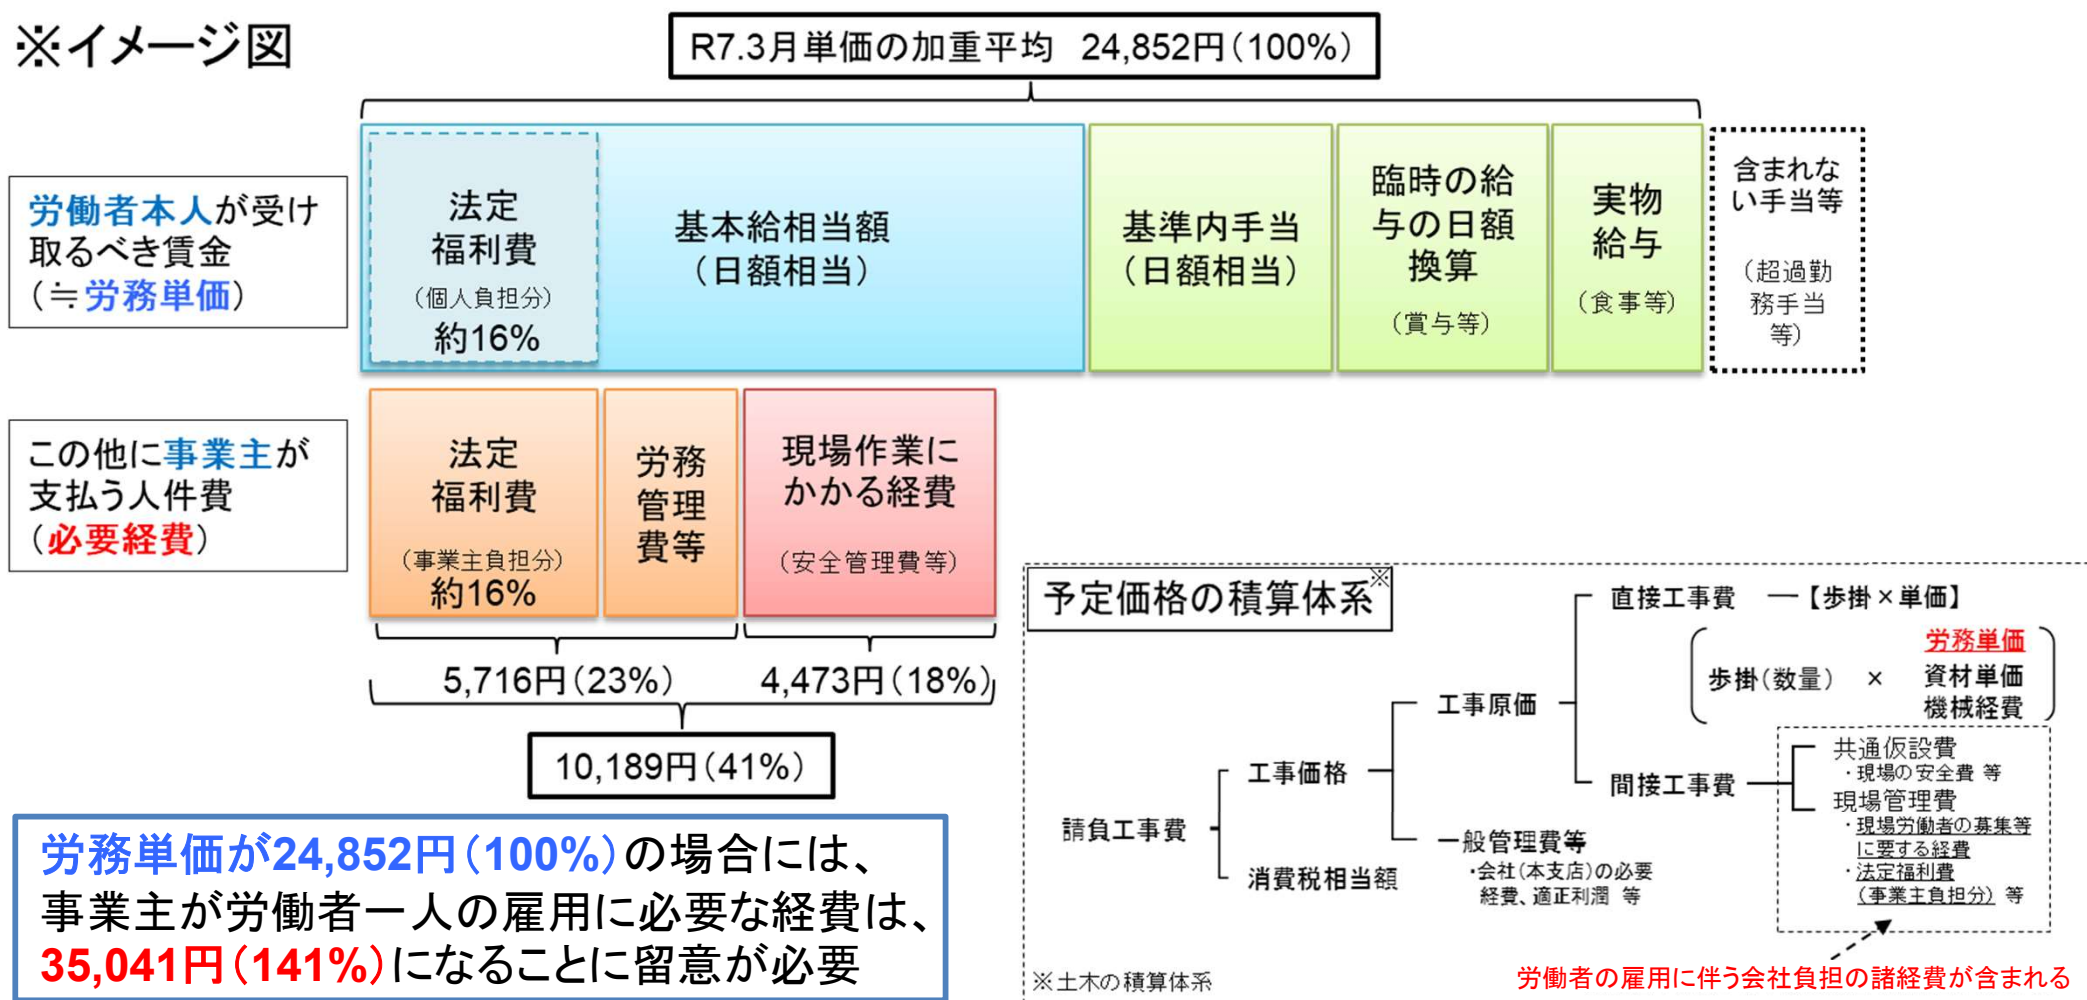 ※イメージ図
R7.3月単価の加重平均 24,852円(100%)
労働者本人が受け
取るべき賃金
(≒労務単価)
法定
福利費
(個人負担分)
約16%
基本給相当額
(日額相当)
基準内手当
(日額相当)
臨時の給
与の日額
換算
(賞与等)
実物
給与
(食事等)
含まれな
い手当等
(超過勤
務手当
等)
この他に事業主が
支払う人件費
(必要経費)
法定
福利費
(事業主負担分)
約16%
労務
管理
費等
現場作業に
かかる経費
(安全管理費等)
5,716円(23%)
4,473円(18%)
10,189円(41%)
労務単価が24,852円(100%)の場合には、
事業主が労働者一人の雇用に必要な経費は、
35,041円(141%)になることに留意が必要
予定価格の積算体系※
請負工事費
工事価格
消費税相当額
工事原価
一般管理費等
・会社(本支店)の必要
経費、適正利潤 等
直接工事費 ー【歩掛×単価】
歩掛(数量) ×
労務単価
資材単価
機械経費
間接工事費
共通仮設費
・現場の安全費 等
現場管理費
・現場労働者の募集等
に要する経費
・法定福利費
(事業主負担分) 等
※土木の積算体系
労働者の雇用に伴う会社負担の諸経費が含まれる